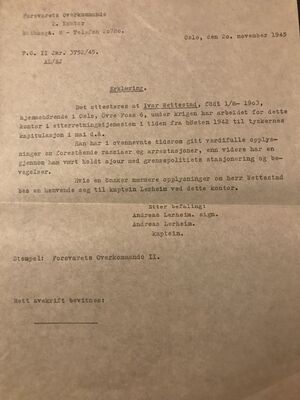 Forsvarets Overkommando
2. Kontor
Oslo, den 20. november 1945
P.O. II Jnr. 3752/45.
AL/EJ
Erklæring.
Det attesteres at Ivar Wettestad, født 1/8- 1903,
hjemmehørende i Oslo, Øvre Foss 6, under krigen har arbeidet for dette
kontor i etterretningstjenesten i tiden fra høsten 1942 til tyskernes
kapitulasjon i mai d.å.
Han har i ovennevnte tidsrom gitt verdifulle opplys-
ninger om forestående razziaer og arrestasjoner, enn videre har en
gjennom ham vært holdt ajour med grensepolitiets stasjonering og be-
vegelser.
Hvis en ønsker nærmere opplysninger om herr Wettestad
bes en henvende seg til kaptein Lerheim ved dette kontor.
Etter befaling:
Andreas Lerheim. sign.
Andreas Lerheim.
kaptein.
Stempel: Forsvarets Overkommando II.
Rett avskrift bevitnes: